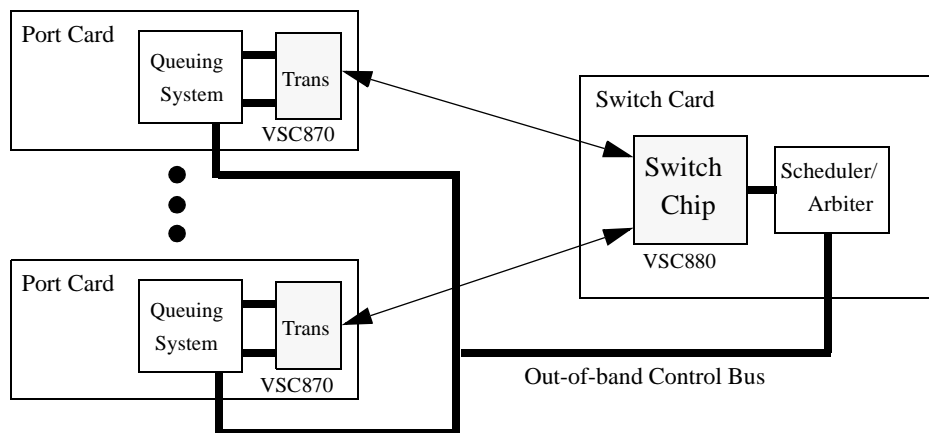 Port Card
Queuing
System
Trans
VSC870
Switch Card
Switch
Chip
Scheduler/
Arbiter
VSC880
Port Card
Queuing
System
Trans
VSC870
Out-of-band Control Bus